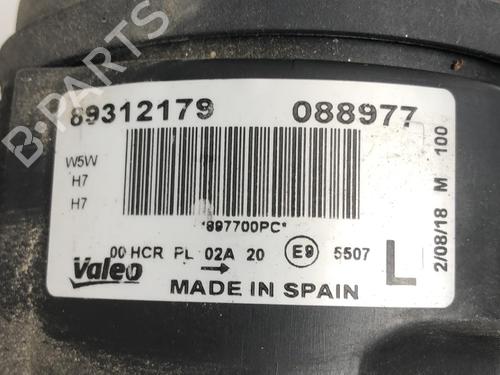 89312179 088977
W5W
H7
H7
*897700PC*
00 HCR PL 02A 20 E9 5507 L
Valeo
MADE IN SPAIN
2/08/18 M 100
B-PARTS